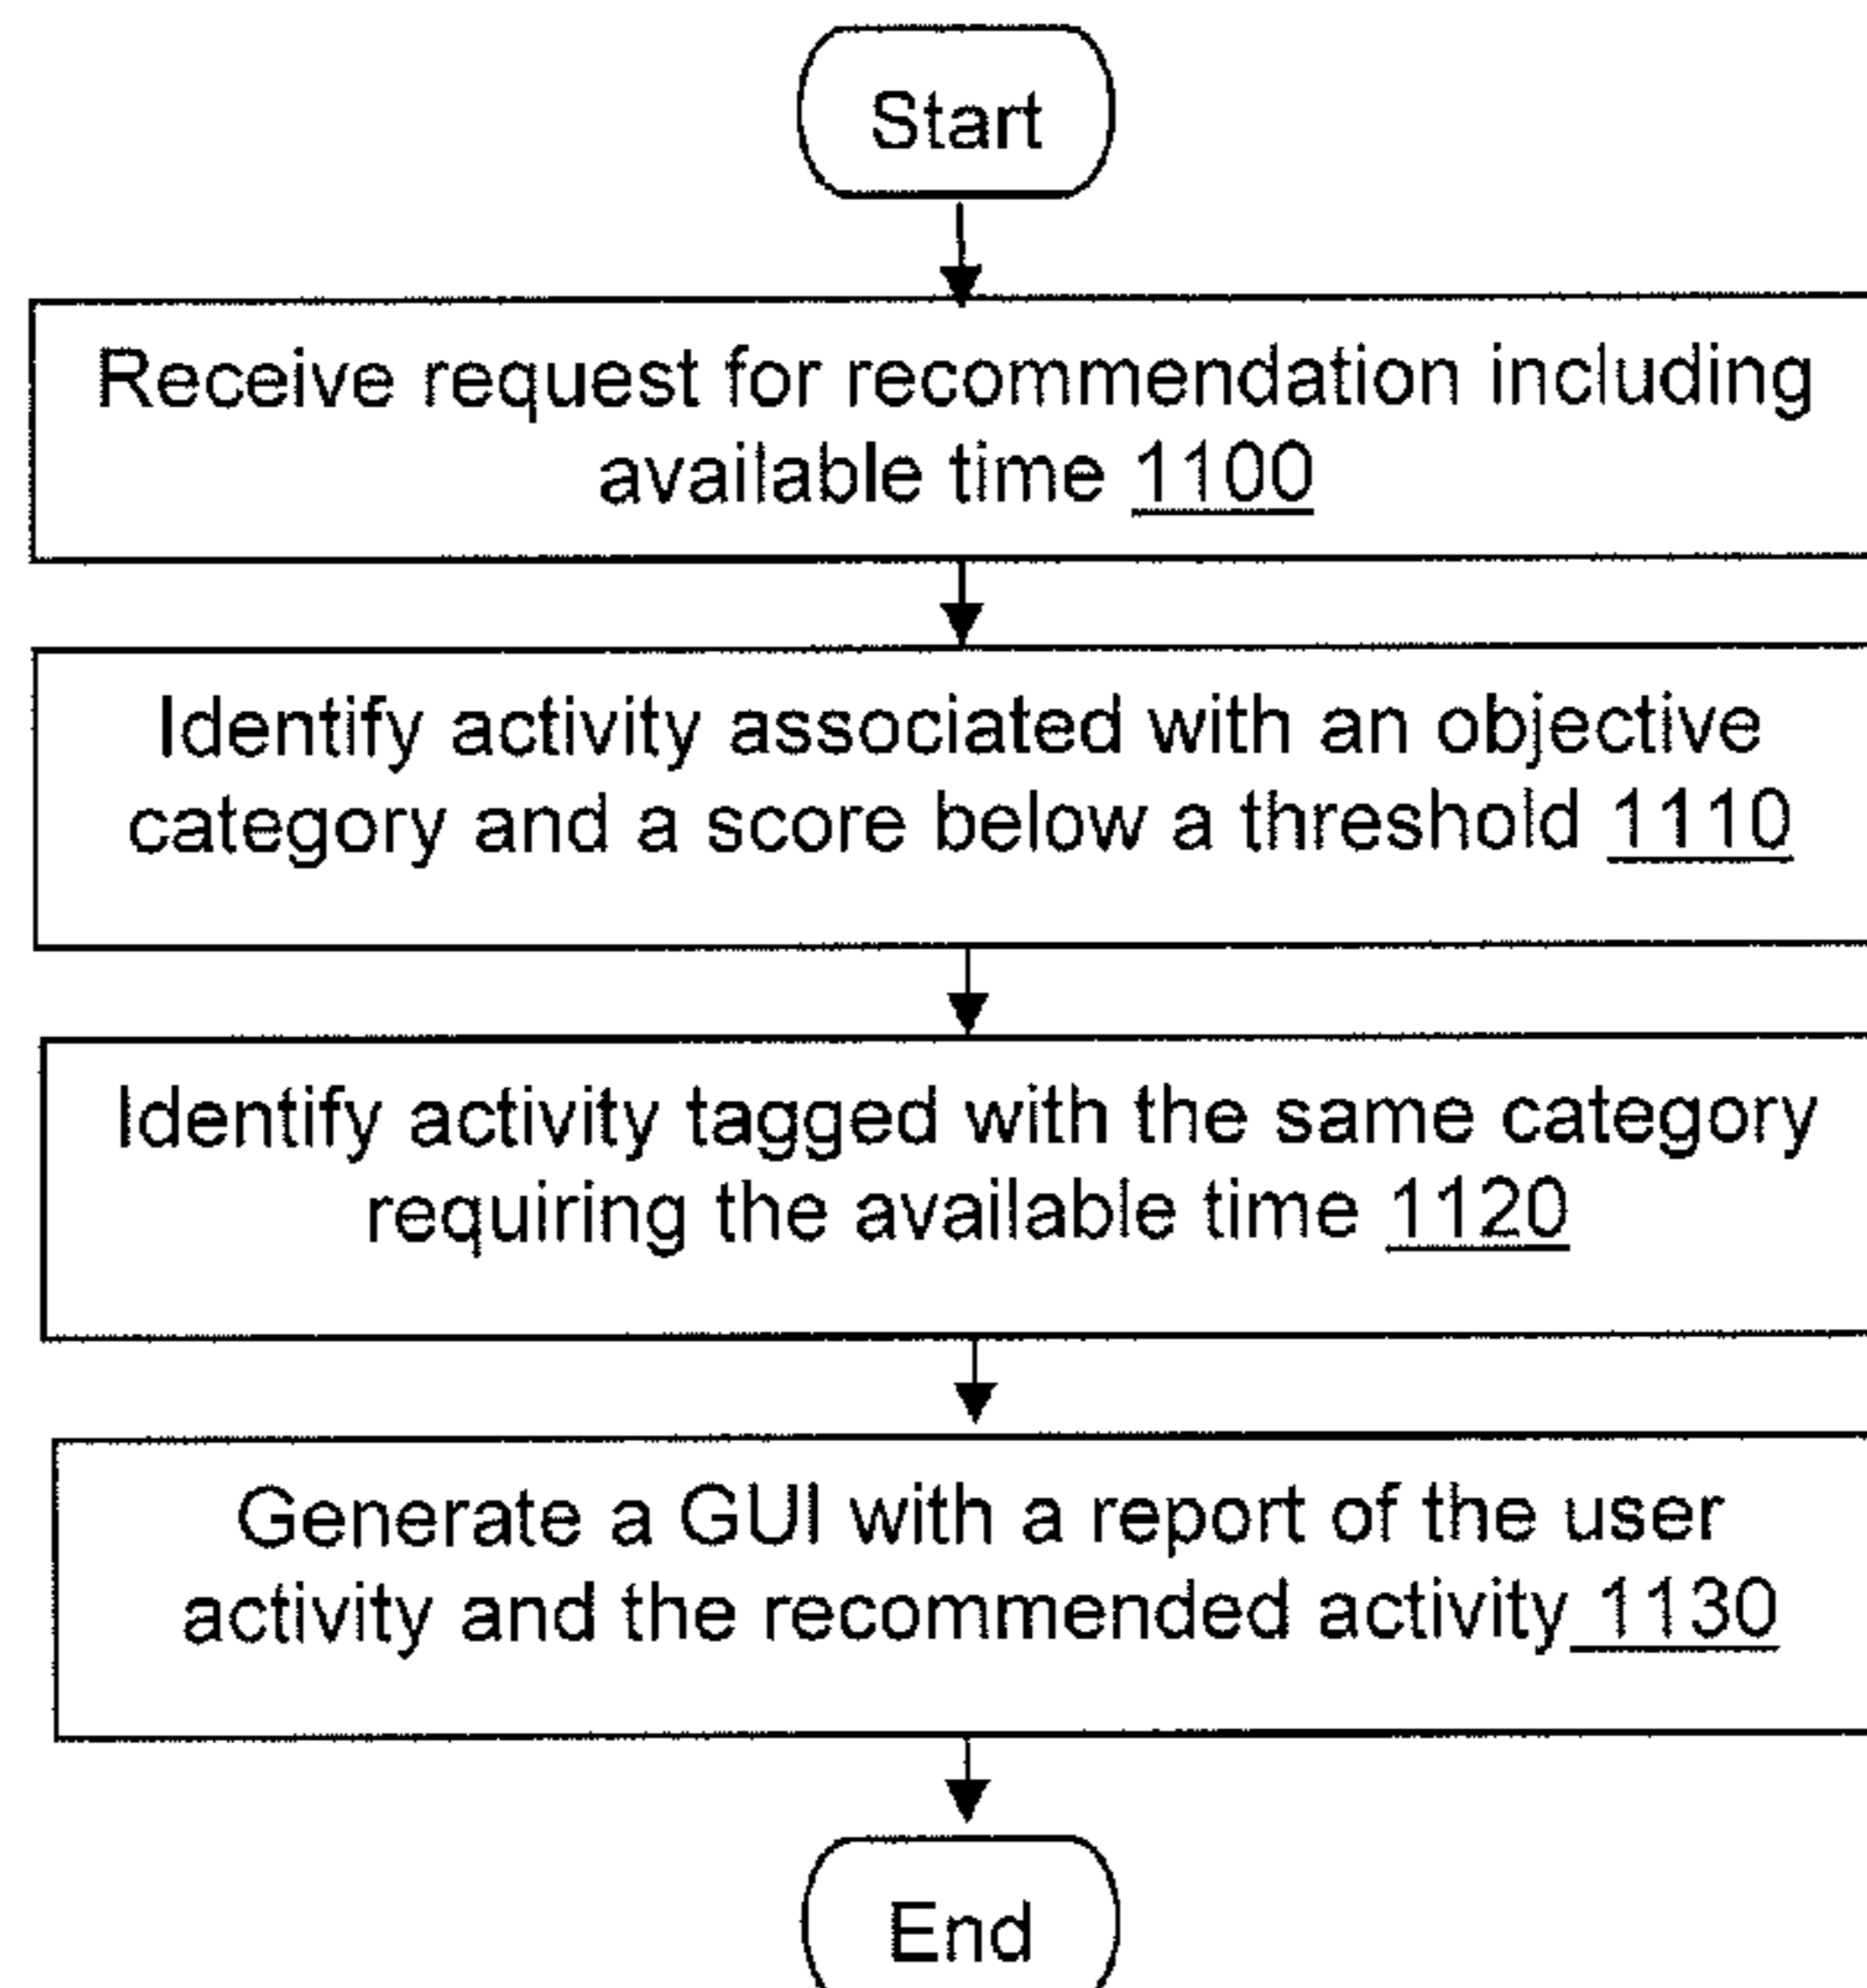 Start
Receive request for recommendation including
available time 1100
Identify activity associated with an objective
category and a score below a threshold 1110
Identify activity tagged with the same category
requiring the available time 1120
Generate a GUI with a report of the user
activity and the recommended activity 1130
End